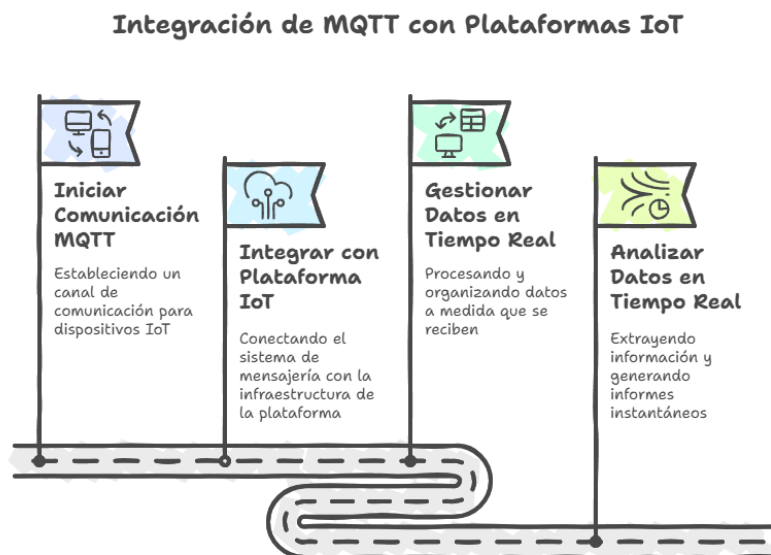 Integración de MQTT con Plataformas IoT
Iniciar
Comunicación
MQTT
Estableciendo un
canal de
comunicación para
dispositivos IoT
Integrar con
Plataforma
IoT
Conectando el
sistema de
mensajería con la
infraestructura de
la plataforma
Gestionar
Datos en
Tiempo Real
Procesando y
organizando datos
a medida que se
reciben
Analizar
Datos en
Tiempo Real
Extrayendo
información y
generando
informes
instantáneos